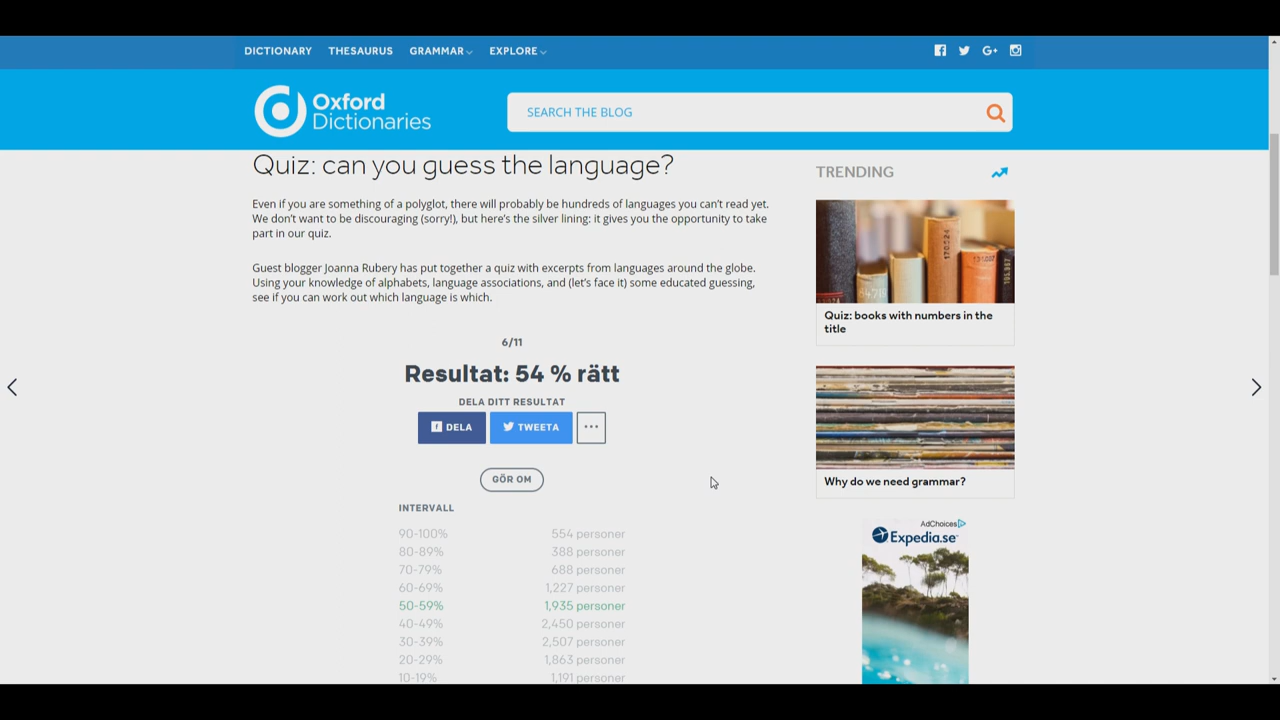 DICTIONARY THESAURUS GRAMMAR EXPLORE
Oxford
Dictionaries
SEARCH THE BLOG
Quiz: can you guess the language?
Even if you are something of a polyglot, there will probably be hundreds of languages you can't read yet.
We don't want to be discouraging (sorry!), but here's the silver lining: it gives you the opportunity to take
part in our quiz.
Guest blogger Joanna Rubery has put together a quiz with excerpts from languages around the globe.
Using your knowledge of alphabets, language associations, and (let's face it) some educated guessing,
see if you can work out which language is which.
6/11
Resultat: 54 % rätt
DELA DITT RESULTAT
DELA TWEETA
GÖR OM
INTERVALL
90-100% 554 personer
80-89% 388 personer
70-79% 688 personer
60-69% 1,227 personer
50-59% 1,935 personer
40-49% 2,450 personer
30-39% 2,507 personer
20-29% 1,863 personer
10-19% 1,191 personer
TRENDING
170.524
Quiz: books with numbers in the
title
Why do we need grammar?
AdChoices
Expedia.se